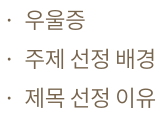 · 우울증
· 주제 선정 배경
· 제목 선정 이유